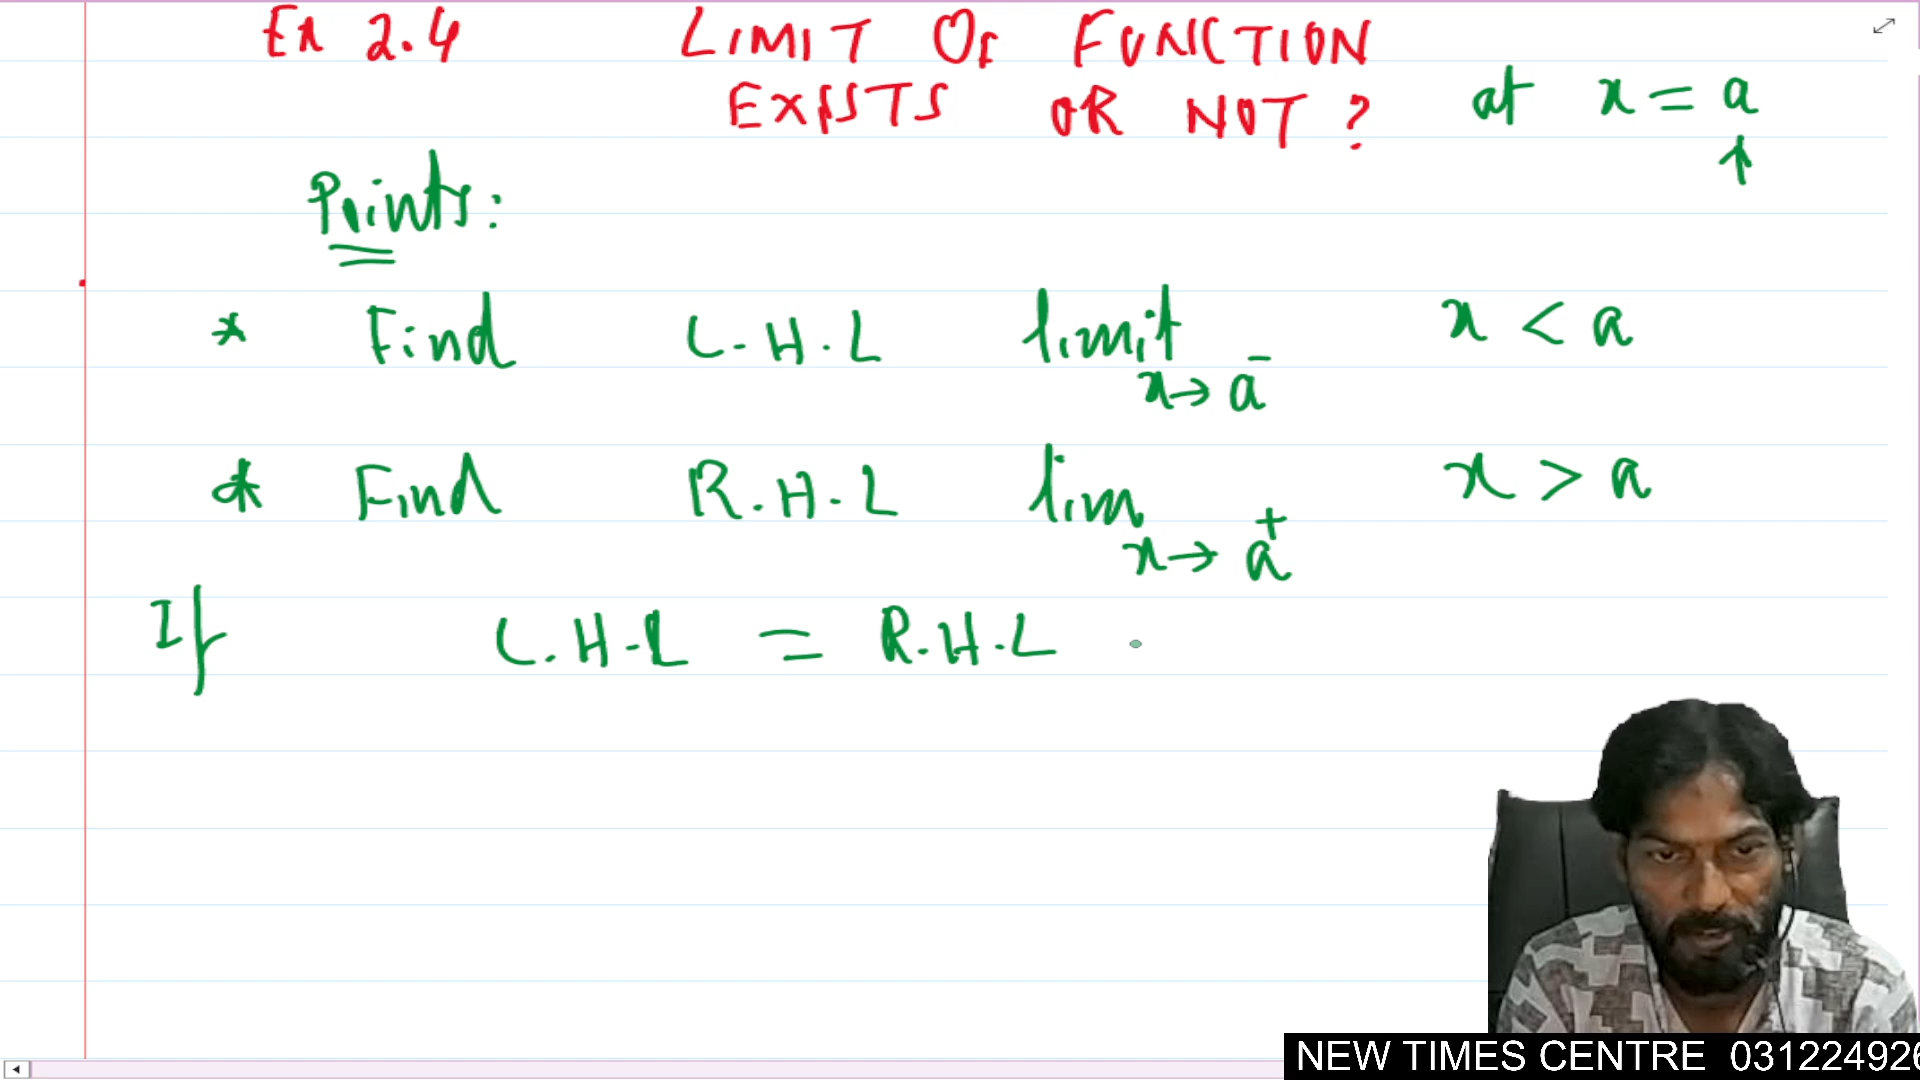 Ex 2.4 LIMIT OF FUNCTION
EXISTS OR NOT ? at x = a
↑
Points:
* Find L.H.L limit x→a⁻ x < a
* Find R.H.L lim x→a⁺ x > a
If L.H.L = R.H.L
NEW TIMES CENTRE 03122492